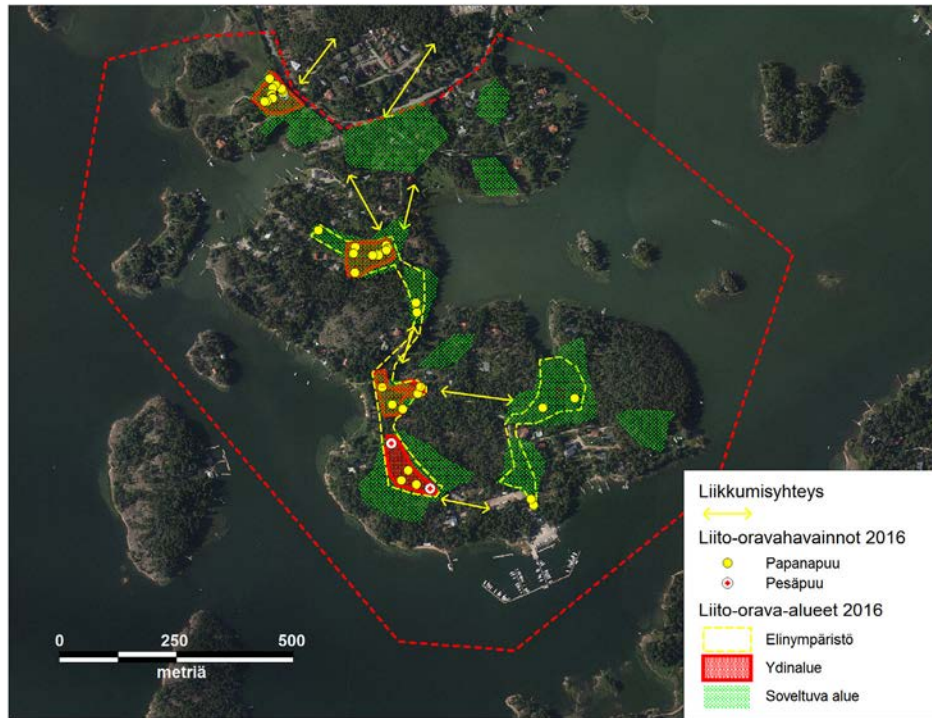 Liikkumisyhteys
Liito-oravahavainnot 2016
Papanapuu
Pesäpuu
Liito-orava-alueet 2016
Elinympäristö
Ydinalue
Soveltuva alue
0 250 500
metriä